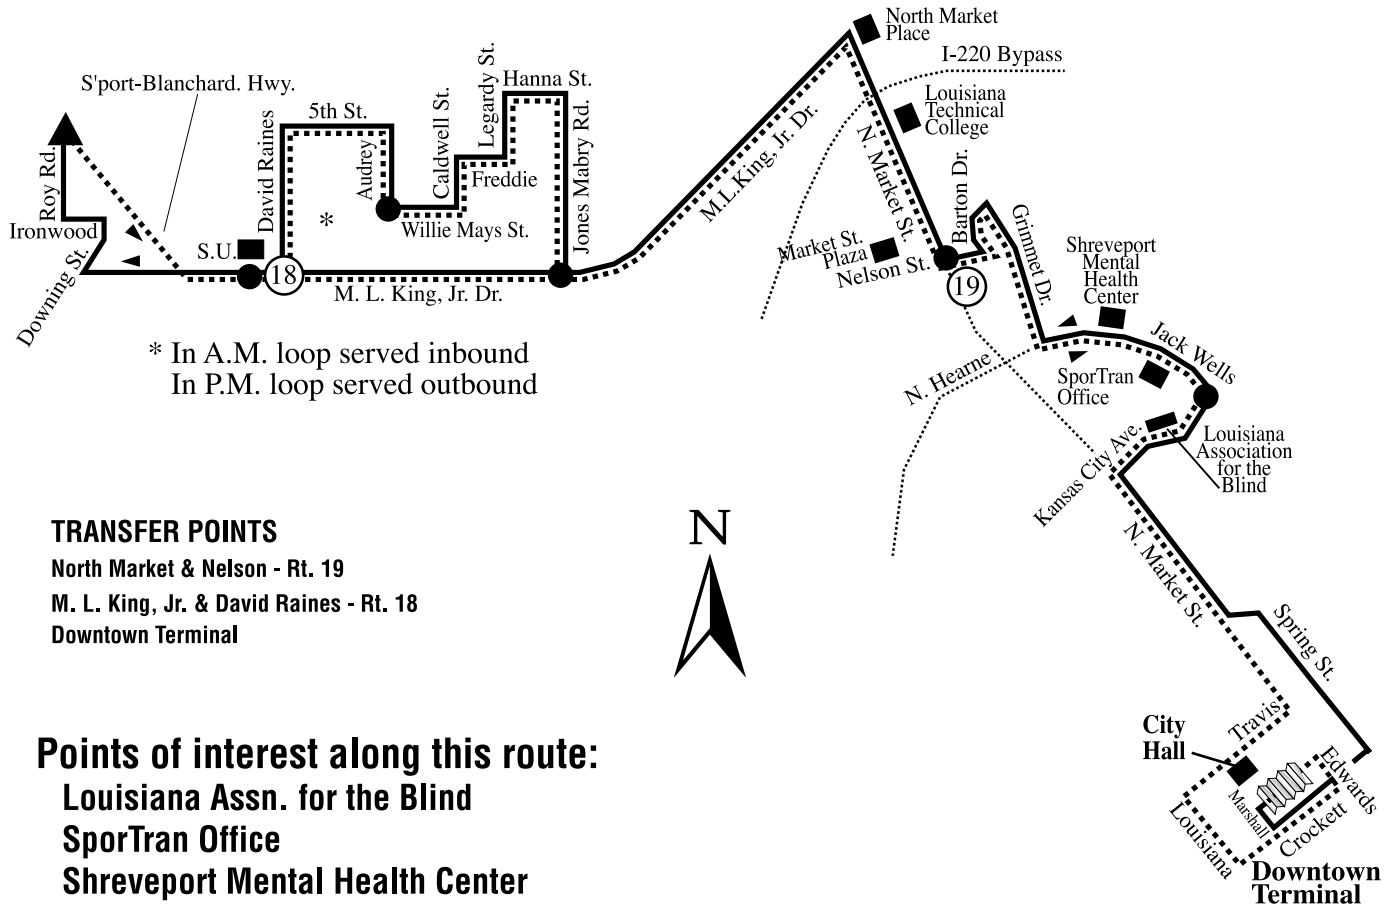 North Market
Place
I-220 Bypass
S'port-Blanchard. Hwy.
Hanna St.
Legardy St.
5th St.
Caldwell St.
Louisiana
Technical
College
David Raines
Audrey
Freddie
Jones Mabry Rd.
M.L.King, Jr. Dr.
N. Market St.
Roy Rd.
Ironwood
*
Willie Mays St.
S.U.
18
M. L. King, Jr. Dr.
Downing St.
Barton Dr.
Grimmet Dr.
Market St.
Plaza
Nelson St.
19
Shreveport
Mental
Health
Center
Jack Wells
* In A.M. loop served inbound
In P.M. loop served outbound
N. Hearne
SporTran
Office
Kansas City Ave.
Louisiana
Association
for the
Blind
N
N. Market St.
TRANSFER POINTS
North Market & Nelson - Rt. 19
M. L. King, Jr. & David Raines - Rt. 18
Downtown Terminal
Spring St.
City
Hall
Travis
Edwards
Marshall
Crockett
Louisiana
Downtown
Terminal
Points of interest along this route:
Louisiana Assn. for the Blind
SporTran Office
Shreveport Mental Health Center